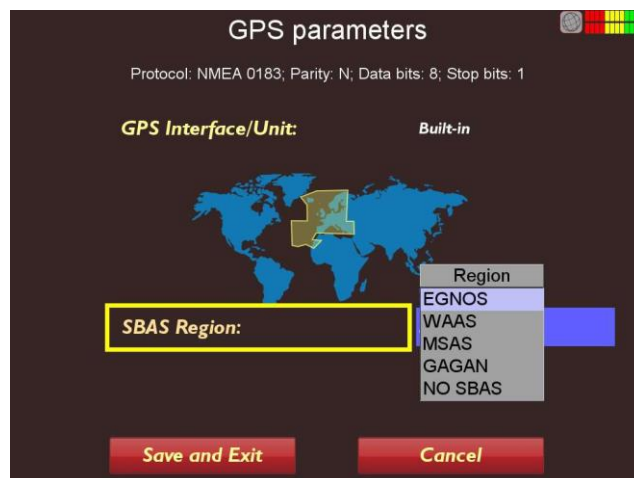 GPS parameters
Protocol: NMEA 0183; Parity: N; Data bits: 8; Stop bits: 1
GPS Interface/Unit: Built-in
Region
EGNOS
SBAS Region: WAAS
MSAS
GAGAN
NO SBAS
Save and Exit Cancel